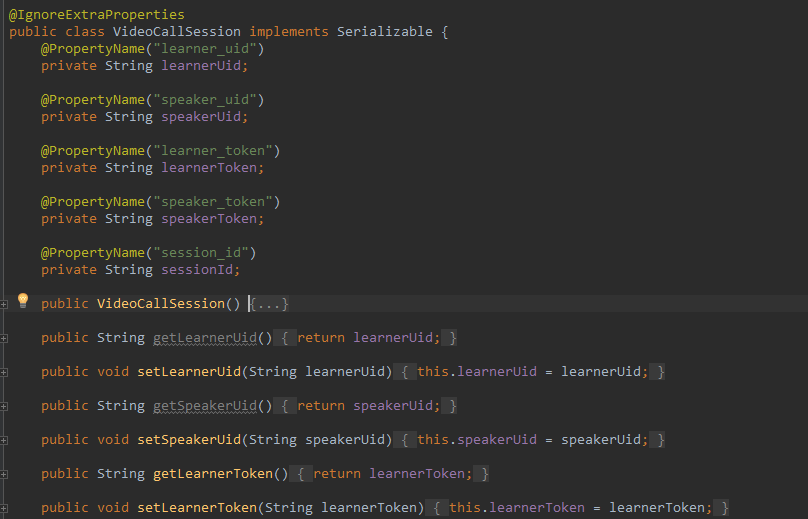 @IgnoreExtraProperties
public class VideoCallSession implements Serializable {
@PropertyName("learner_uid")
private String learnerUid;
@PropertyName("speaker_uid")
private String speakerUid;
@PropertyName("learner_token")
private String learnerToken;
@PropertyName("speaker_token")
private String speakerToken;
@PropertyName("session_id")
private String sessionId;
public VideoCallSession() {...}
public String getLearnerUid() { return learnerUid; }
public void setLearnerUid(String learnerUid) { this.learnerUid = learnerUid; }
public String getSpeakerUid() { return speakerUid; }
public void setSpeakerUid(String speakerUid) { this.speakerUid = speakerUid; }
public String getLearnerToken() { return learnerToken; }
public void setLearnerToken(String learnerToken) { this.learnerToken = learnerToken; }